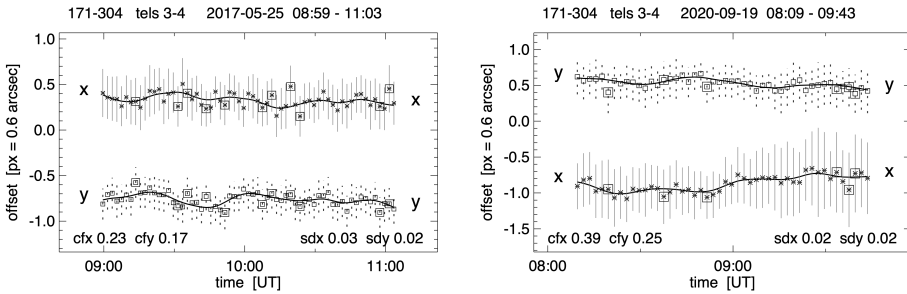 171-304 tels 3-4 2017-05-25 08:59 - 11:03
offset [px = 0.6 arcsec]
1.0
0.5
0.0
-0.5
-1.0
x
x
y
y
cfx 0.23 cfy 0.17 sdx 0.03 sdy 0.02
09:00 10:00 11:00
time [UT]
171-304 tels 3-4 2020-09-19 08:09 - 09:43
offset [px = 0.6 arcsec]
1.0
0.5
0.0
-0.5
-1.0
-1.5
y
y
x
x
cfx 0.39 cfy 0.25 sdx 0.02 sdy 0.02
08:00 09:00
time [UT]